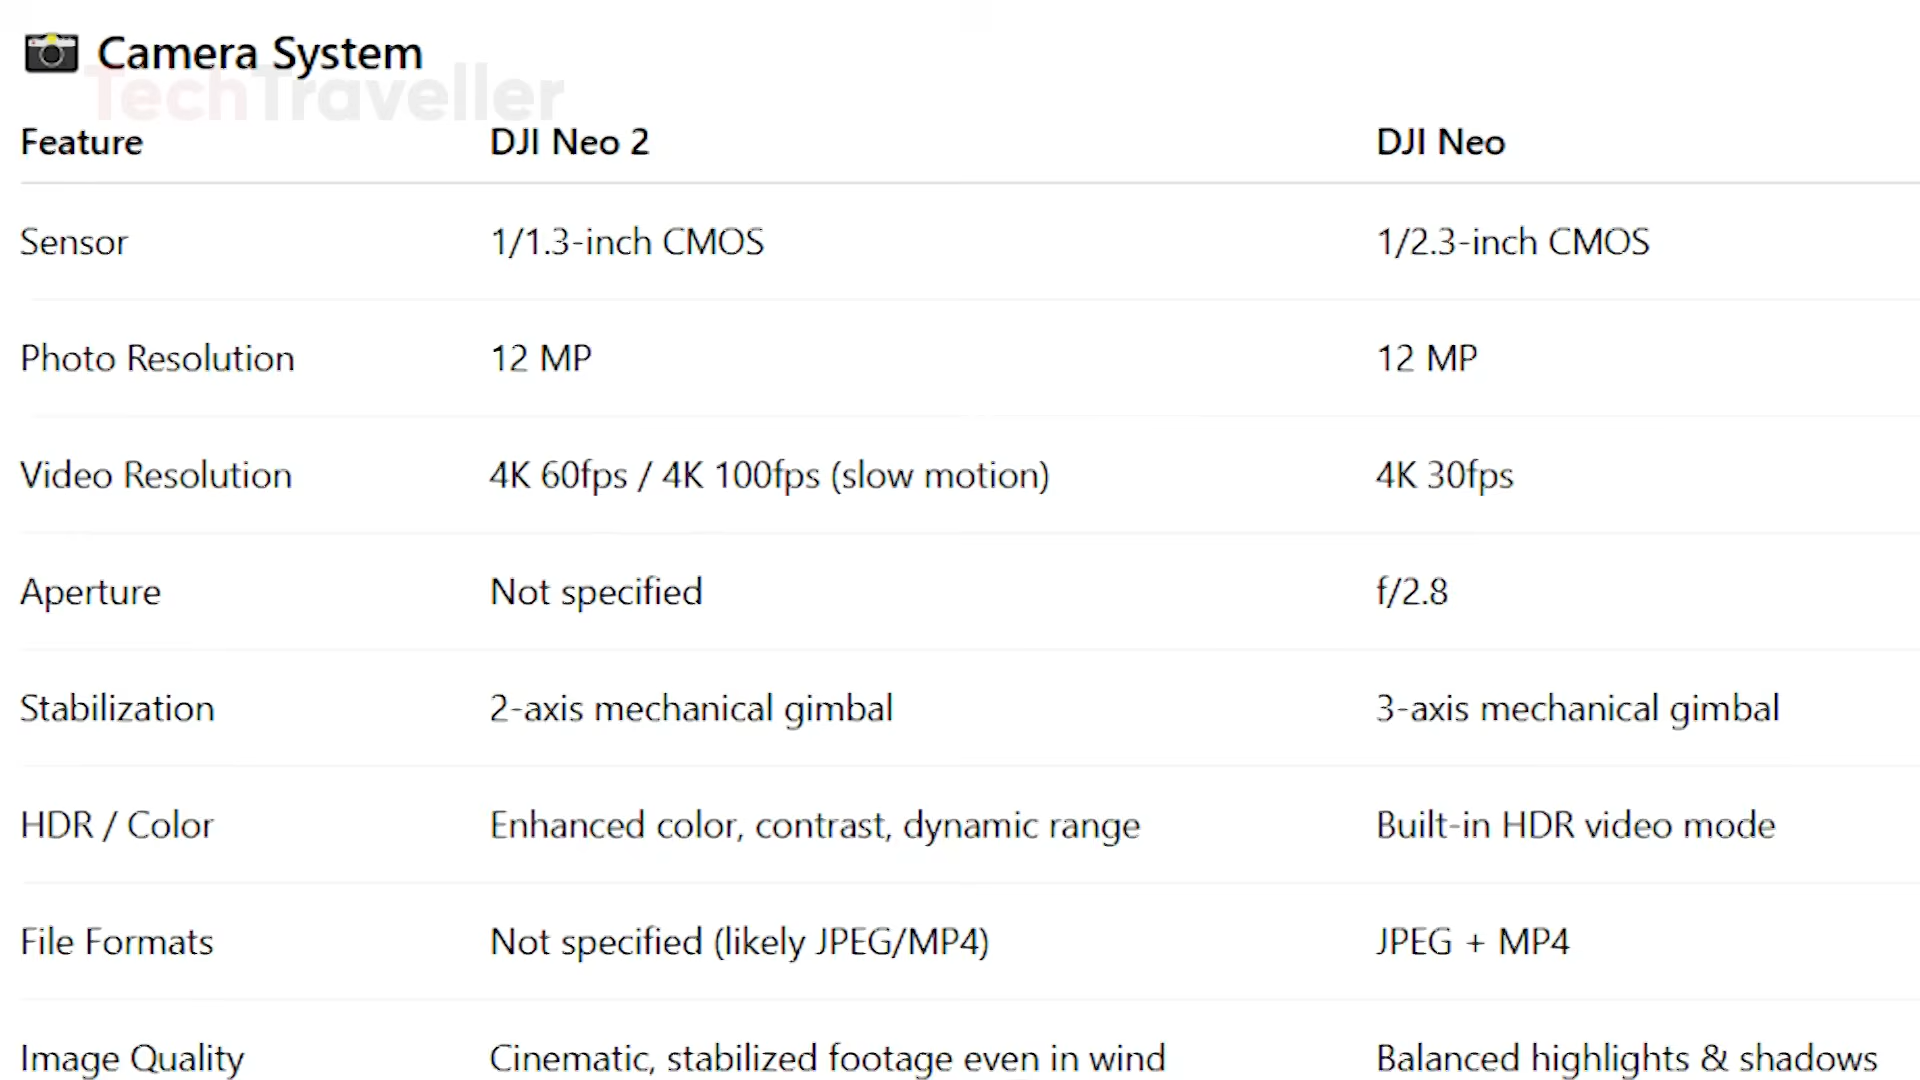 Camera System
TechTraveller
Feature DJI Neo 2 DJI Neo
Sensor 1/1.3-inch CMOS 1/2.3-inch CMOS
Photo Resolution 12 MP 12 MP
Video Resolution 4K 60fps / 4K 100fps (slow motion) 4K 30fps
Aperture Not specified f/2.8
Stabilization 2-axis mechanical gimbal 3-axis mechanical gimbal
HDR / Color Enhanced color, contrast, dynamic range Built-in HDR video mode
File Formats Not specified (likely JPEG/MP4) JPEG + MP4
Image Quality Cinematic, stabilized footage even in wind Balanced highlights & shadows